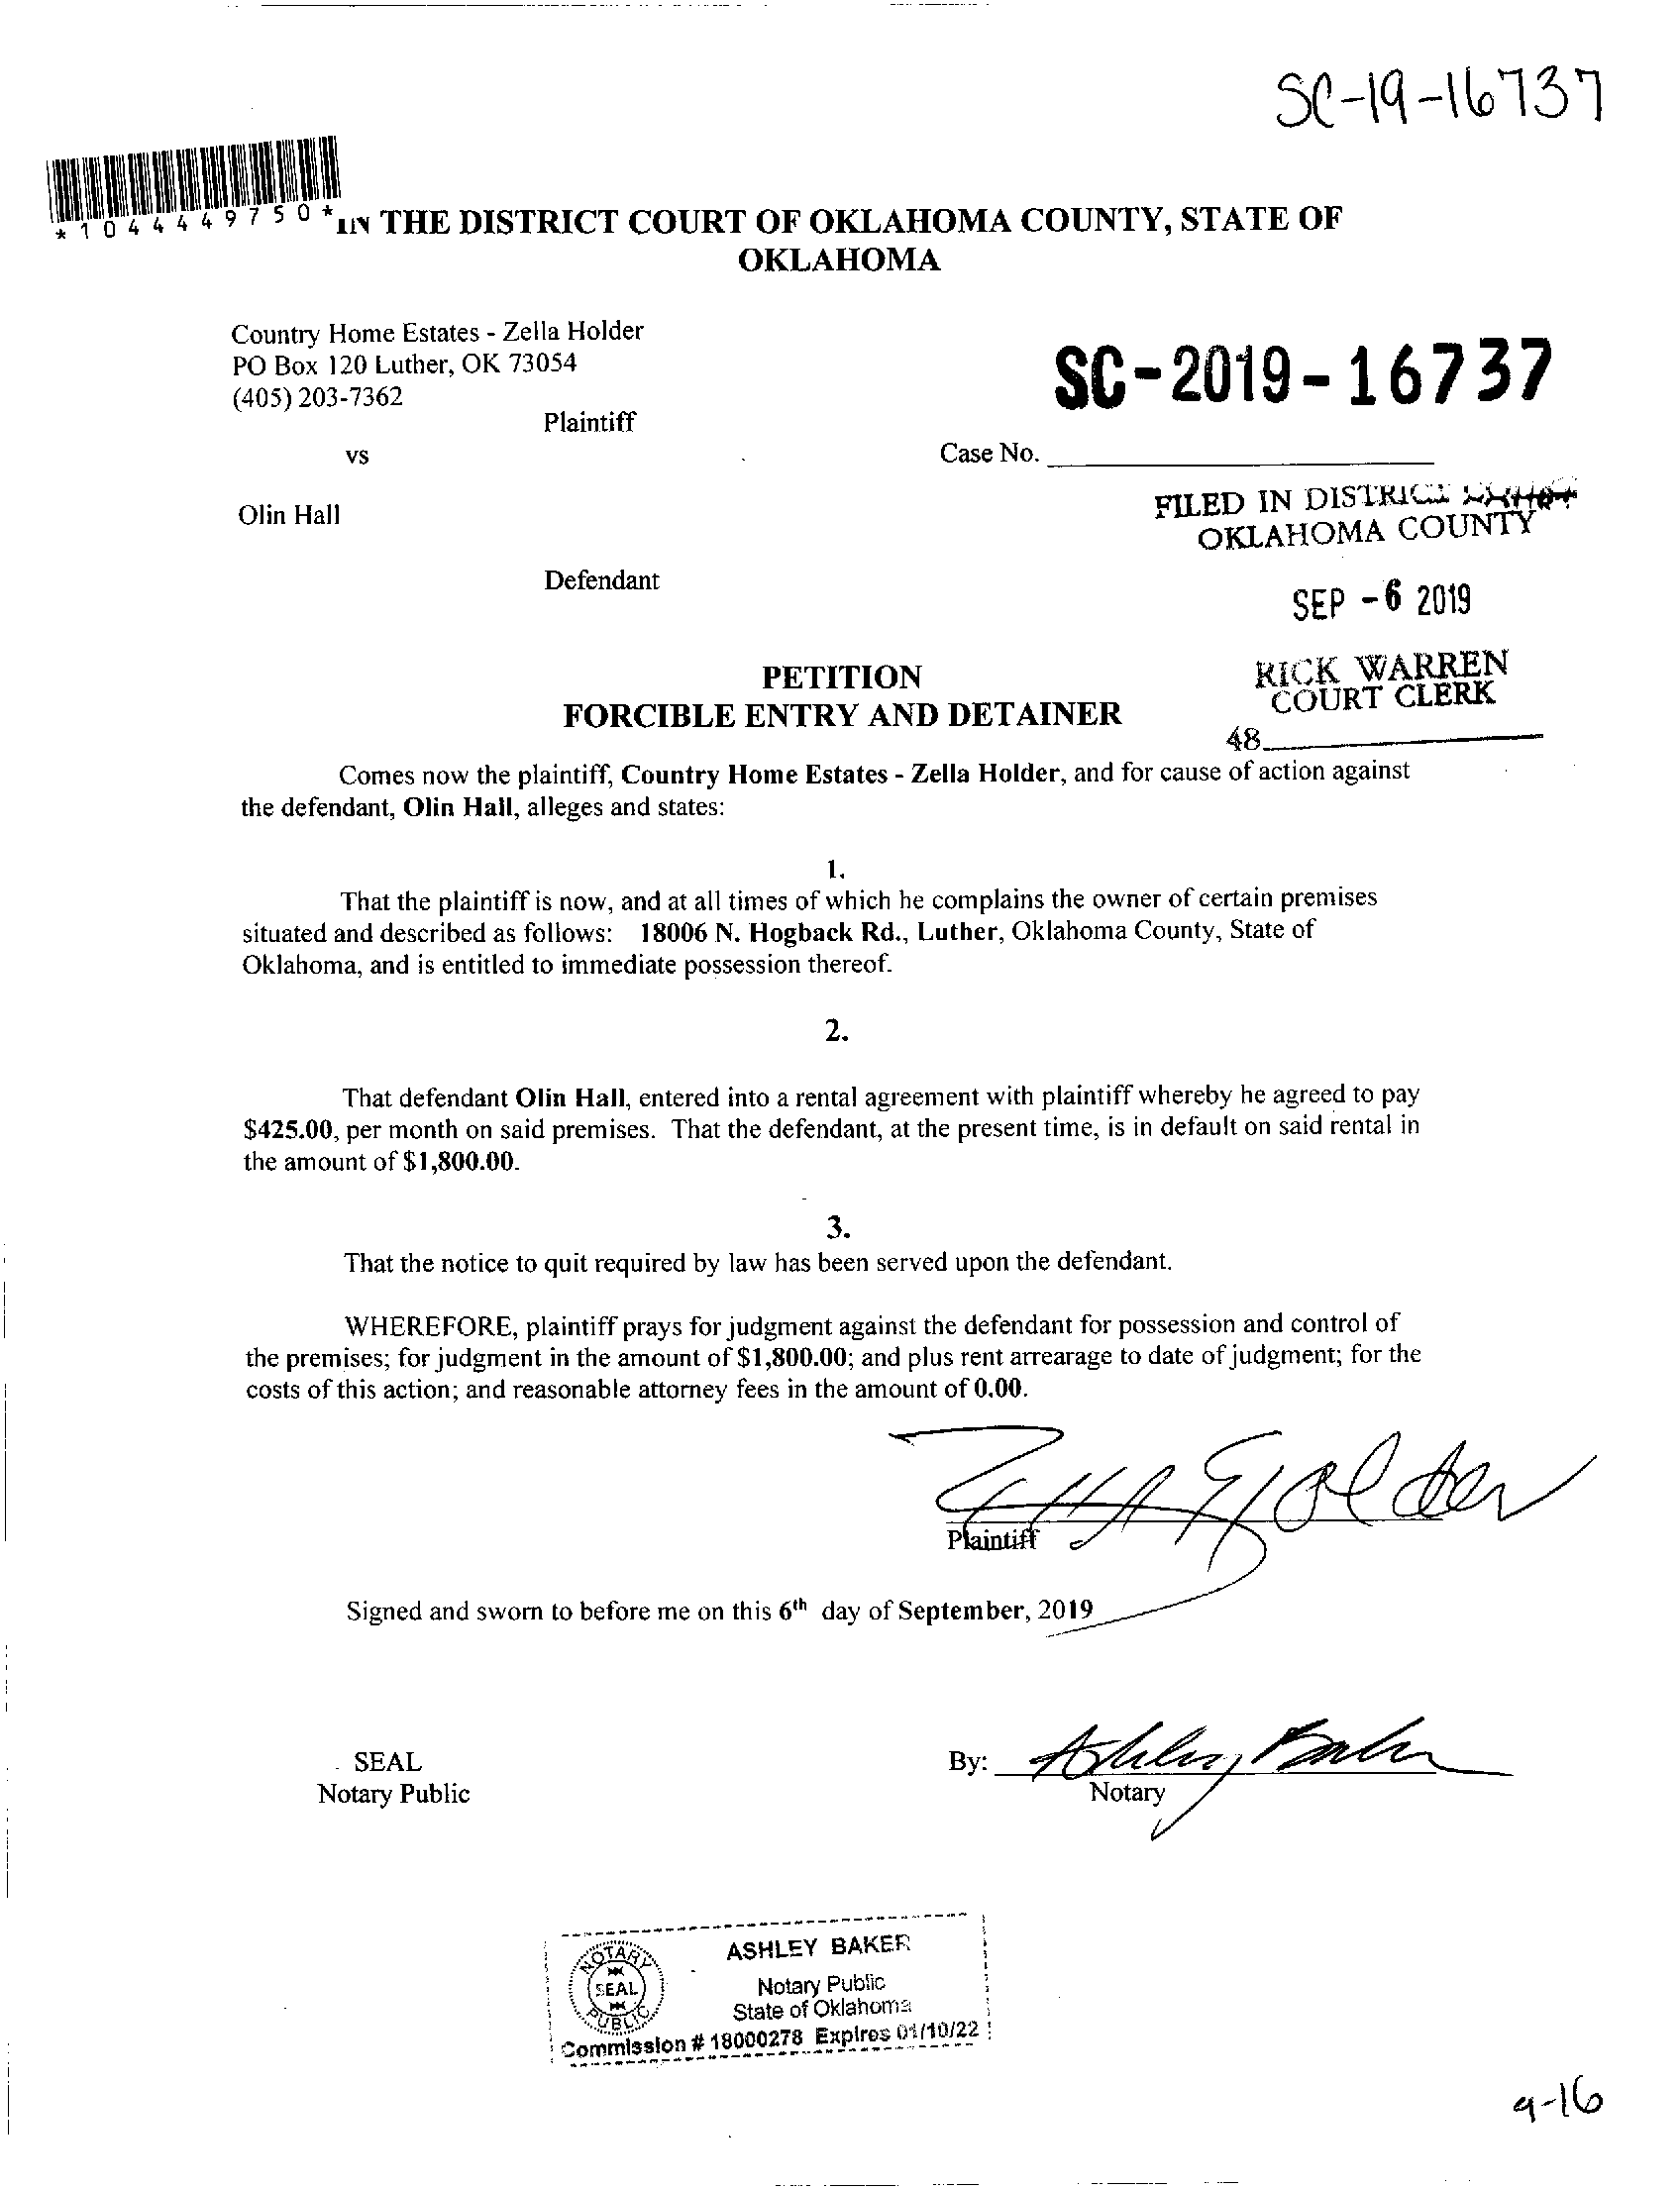 SC-19-16737
*1044449750*
IN THE DISTRICT COURT OF OKLAHOMA COUNTY, STATE OF
OKLAHOMA
Country Home Estates - Zella Holder
PO Box 120 Luther, OK 73054
(405) 203-7362
Plaintiff
SC-2019-16737
vs
Case No.
Olin Hall
FILED IN DISTRICT
OKLAHOMA COUNTY
Defendant
SEP -6 2019
RICK WARREN
COURT CLERK
48
PETITION
FORCIBLE ENTRY AND DETAINER
Comes now the plaintiff, Country Home Estates - Zella Holder, and for cause of action against
the defendant, Olin Hall, alleges and states:
1.
That the plaintiff is now, and at all times of which he complains the owner of certain premises
situated and described as follows: 18006 N. Hogback Rd., Luther, Oklahoma County, State of
Oklahoma, and is entitled to immediate possession thereof.
2.
That defendant Olin Hall, entered into a rental agreement with plaintiff whereby he agreed to pay
$425.00, per month on said premises. That the defendant, at the present time, is in default on said rental in
the amount of $1,800.00.
3.
That the notice to quit required by law has been served upon the defendant.
WHEREFORE, plaintiff prays for judgment against the defendant for possession and control of
the premises; for judgment in the amount of $1,800.00; and plus rent arrearage to date of judgment; for the
costs of this action; and reasonable attorney fees in the amount of 0.00.
Holder
Plaintiff
Signed and sworn to before me on this 6th day of September, 2019
SEAL
Notary Public
By: Ashley Baker
Notary
NOTARY
SEAL
PUBLIC
ASHLEY BAKER
Notary Public
State of Oklahoma
Commission # 18000278 Expires 01/10/22
9-16